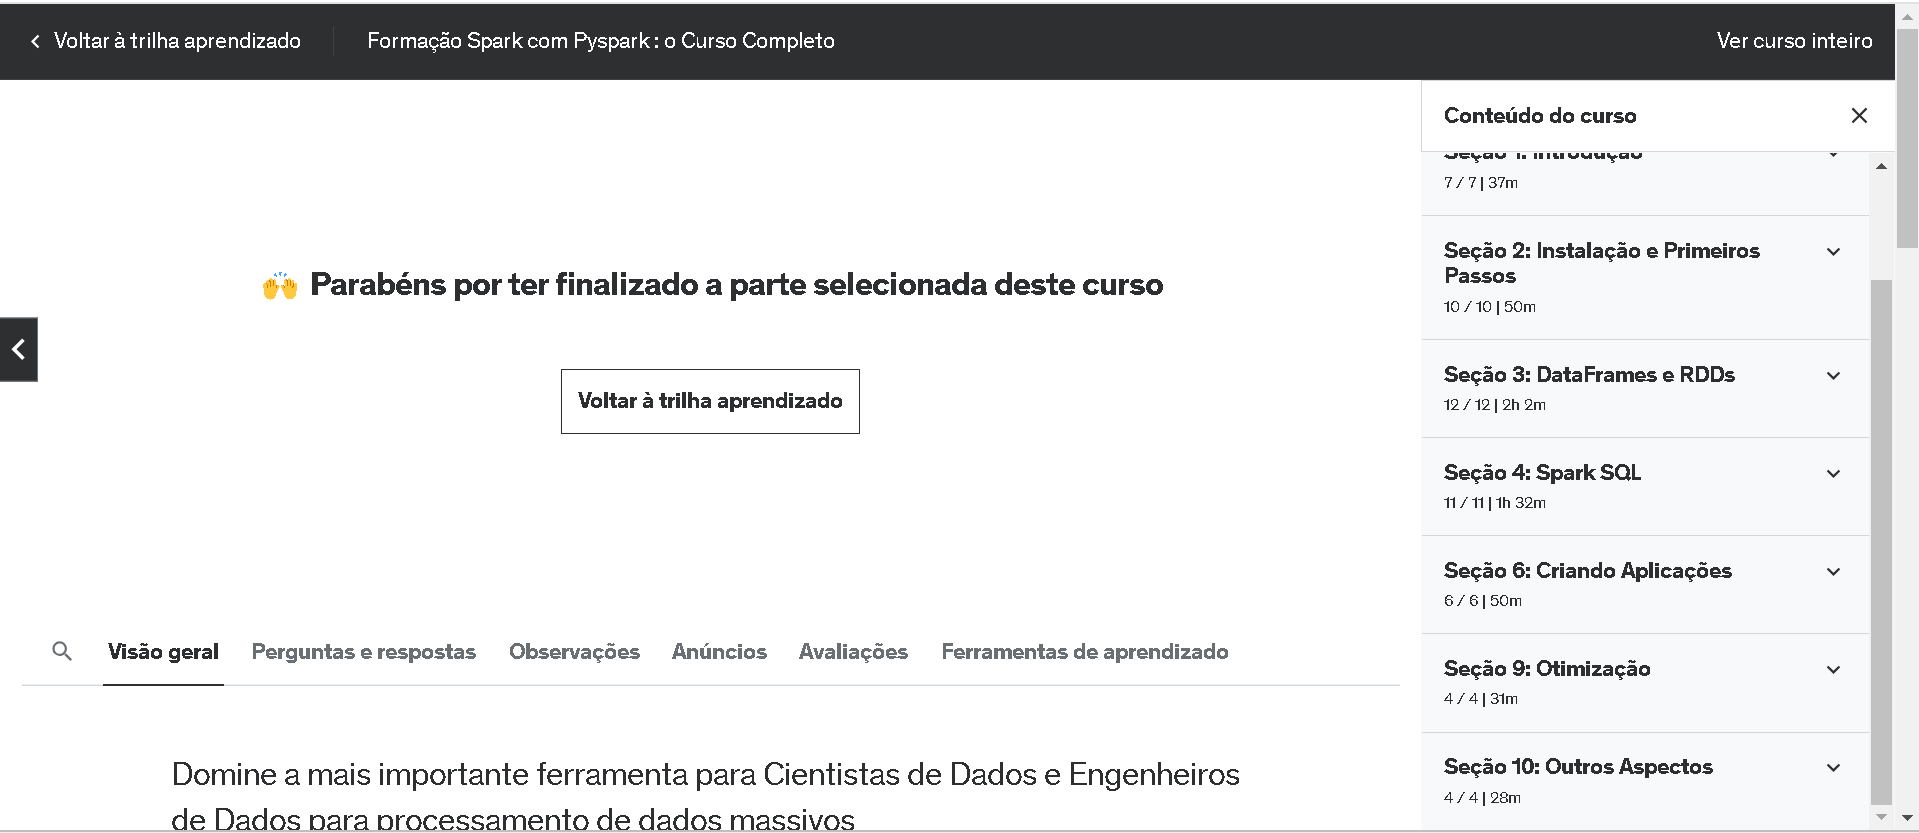 Voltar à trilha aprendizado
Formação Spark com Pyspark : o Curso Completo
Ver curso inteiro
Parabéns por ter finalizado a parte selecionada deste curso
Voltar à trilha aprendizado
Visão geral
Perguntas e respostas
Observações
Anúncios
Avaliações
Ferramentas de aprendizado
Domine a mais importante ferramenta para Cientistas de Dados e Engenheiros
de Dados para processamento de dados massivos
Conteúdo do curso
Seção 1: Introdução
7 / 7 | 37m
Seção 2: Instalação e Primeiros
Passos
10 / 10 | 50m
Seção 3: DataFrames e RDDs
12 / 12 | 2h 2m
Seção 4: Spark SQL
11 / 11 | 1h 32m
Seção 6: Criando Aplicações
6 / 6 | 50m
Seção 9: Otimização
4 / 4 | 31m
Seção 10: Outros Aspectos
4 / 4 | 28m